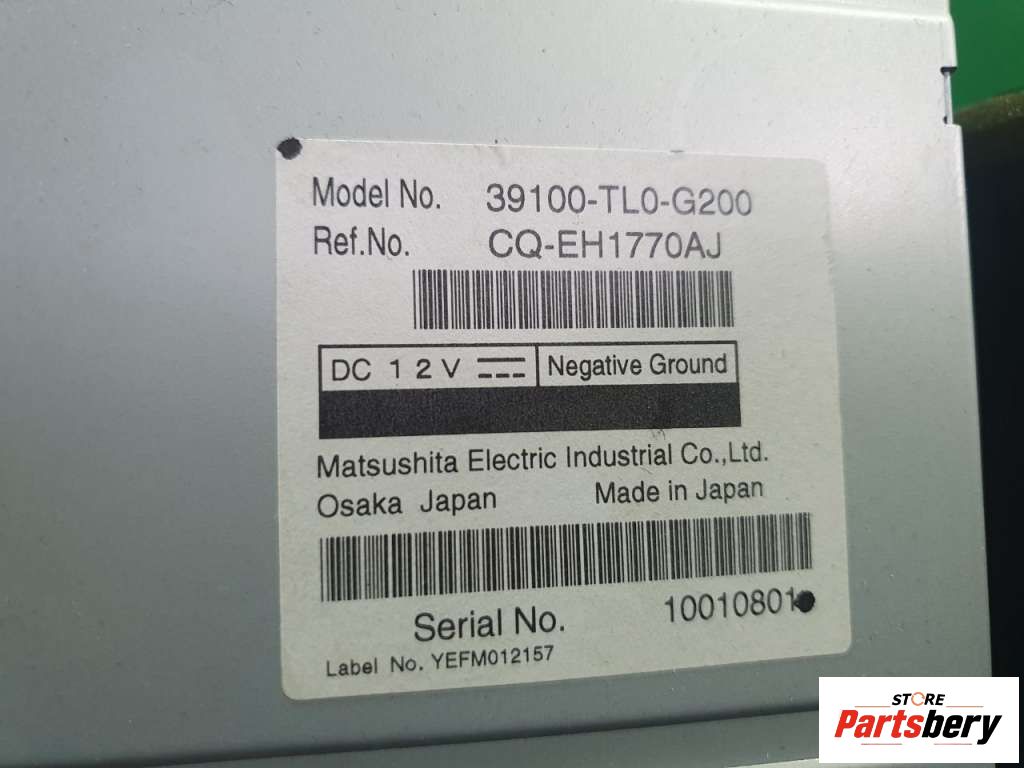 Model No. 39100-TL0-G200
Ref.No. CQ-EH1770AJ
DC 12V Negative Ground
Matsushita Electric Industrial Co.,Ltd.
Osaka Japan Made in Japan
Serial No. 10010801
Label No. YEFM012157
STORE
Partsbery